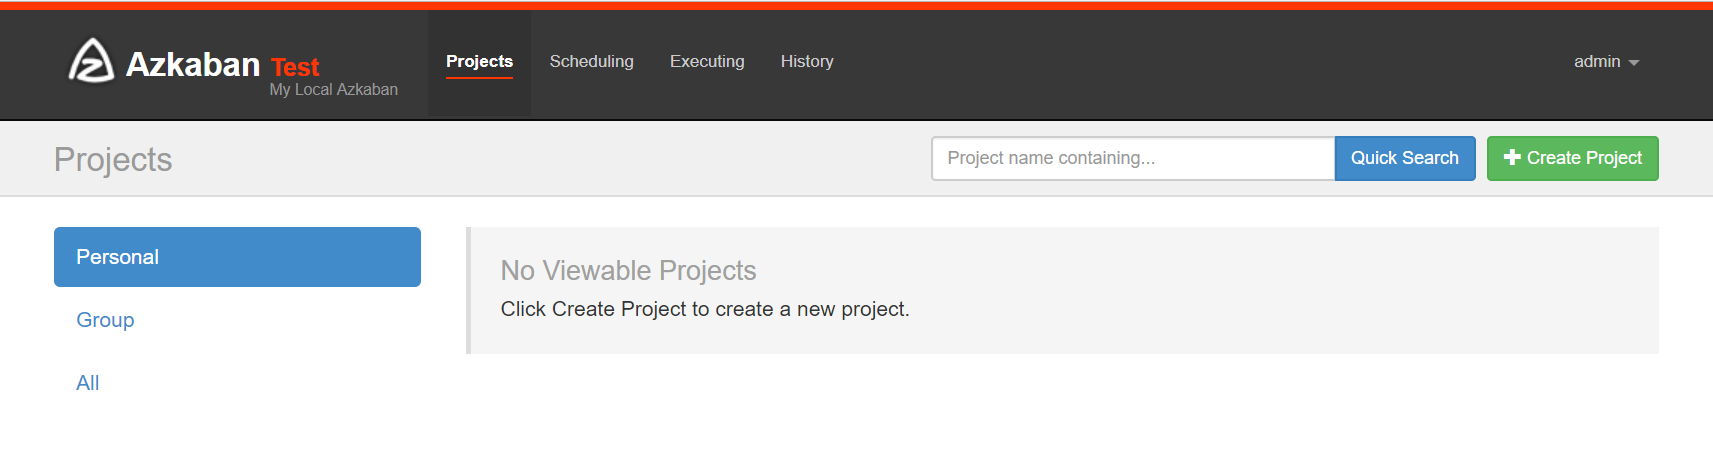 Azkaban Test
My Local Azkaban
Projects Scheduling Executing History admin
Projects
Project name containing... Quick Search Create Project
Personal
Group
All
No Viewable Projects
Click Create Project to create a new project.